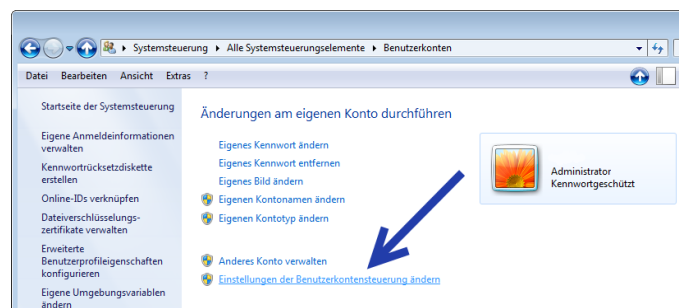 Systemsteuerung Alle Systemsteuerungselemente Benutzerkonten
Datei Bearbeiten Ansicht Extras ?
Startseite der Systemsteuerung
Eigene Anmeldeinformationen
verwalten
Kennwortrücksetzdiskette
erstellen
Online-IDs verknüpfen
Dateiverschlüsselungs-
zertifikate verwalten
Erweiterte
Benutzerprofileigenschaften
konfigurieren
Eigene Umgebungsvariablen
ändern
Änderungen am eigenen Konto durchführen
Eigenes Kennwort ändern
Eigenes Kennwort entfernen
Eigenes Bild ändern
Eigenen Kontonamen ändern
Eigenen Kontotyp ändern
Anderes Konto verwalten
Einstellungen der Benutzerkontensteuerung ändern
Administrator
Kennwortgeschützt